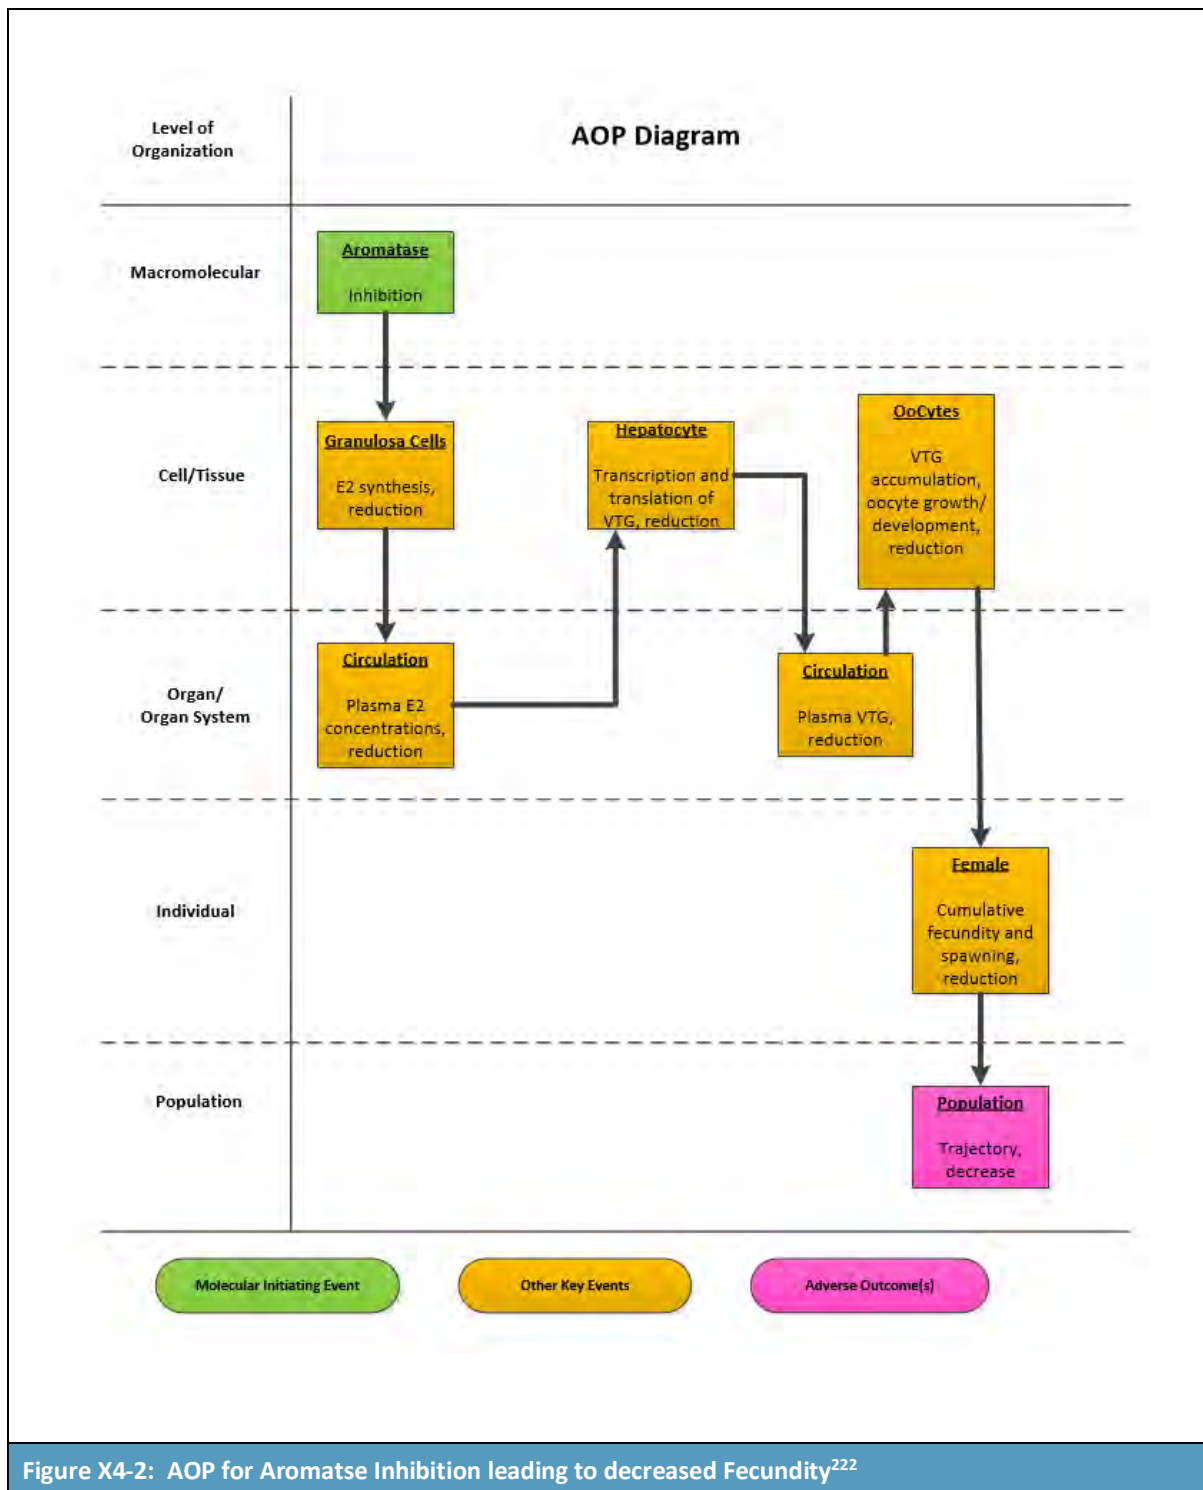 Level of
Organization
AOP Diagram
Macromolecular
Aromatase
Inhibition
Cell/Tissue
Granulosa Cells
E2 synthesis,
reduction
Hepatocyte
Transcription and
translation of
VTG, reduction
OoCytes
VTG
accumulation,
oocyte growth/
development,
reduction
Organ/
Organ System
Circulation
Plasma E2
concentrations,
reduction
Circulation
Plasma VTG,
reduction
Individual
Female
Cumulative
fecundity and
spawning,
reduction
Population
Population
Trajectory,
decrease
Molecular Initiating Event
Other Key Events
Adverse Outcome(s)
Figure X4-2: AOP for Aromatse Inhibition leading to decreased Fecundity222